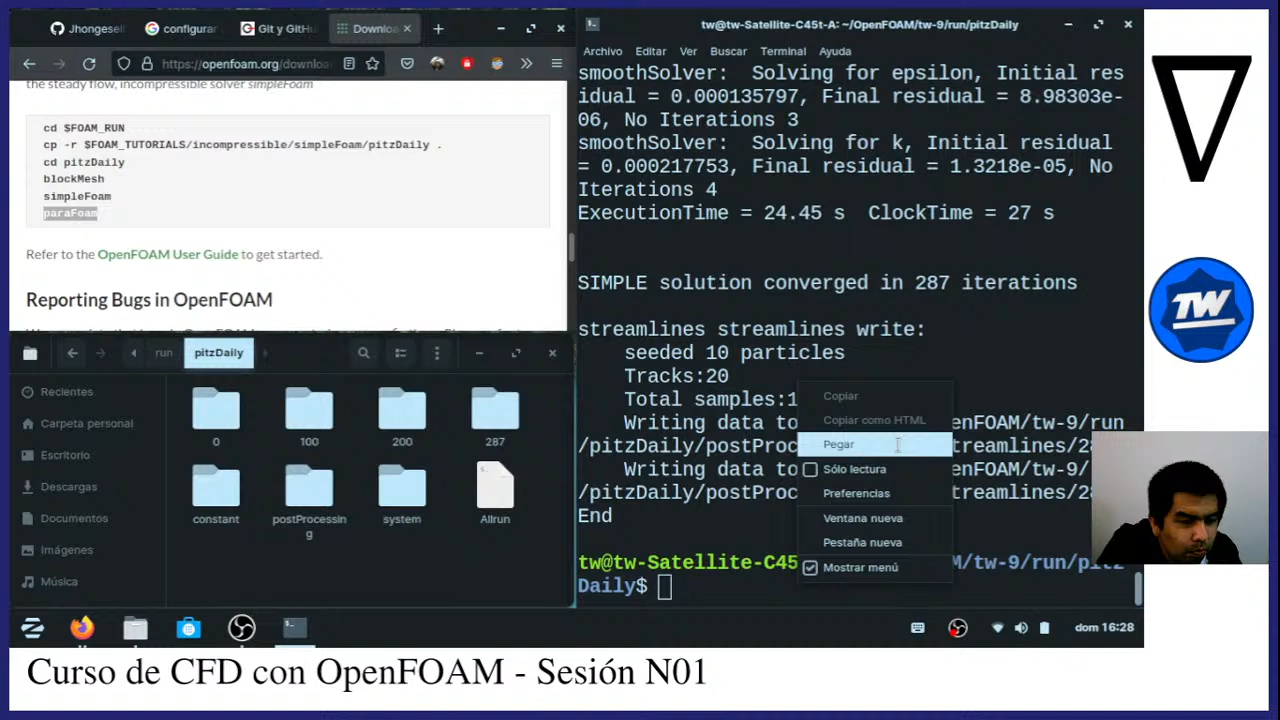 Jhongesell
configurar
Git y GitHu
Downloa
https://openfoam.org/downloa
the steady flow, incompressible solver simpleFoam
cd $FOAM_RUN
cp -r $FOAM_TUTORIALS/incompressible/simpleFoam/pitzDaily .
cd pitzDaily
blockMesh
simpleFoam
paraFoam
Refer to the OpenFOAM User Guide to get started.
Reporting Bugs in OpenFOAM
run
pitzDaily
Recientes
Carpeta personal
Escritorio
Descargas
Documentos
Imágenes
Música
0
100
200
287
constant
postProcessin
g
system
Allrun
tw@tw-Satellite-C45t-A: ~/OpenFOAM/tw-9/run/pitzDaily
Archivo Editar Ver Buscar Terminal Ayuda
smoothSolver:  Solving for epsilon, Initial res
idual = 0.000135797, Final residual = 8.98303e-
06, No Iterations 3
smoothSolver:  Solving for k, Initial residual
= 0.000217753, Final residual = 1.3218e-05, No
Iterations 4
ExecutionTime = 24.45 s  ClockTime = 27 s
SIMPLE solution converged in 287 iterations
streamlines streamlines write:
seeded 10 particles
Tracks:20
Total samples:1
Writing data to enFOAM/tw-9/run
/pitzDaily/postProc treamlines/28
Writing data to enFOAM/tw-9/
/pitzDaily/postProc treamlines/2
End
tw@tw-Satellite-C45 M/tw-9/run/pitz
Daily$
Copiar
Copiar como HTML
Pegar
Sólo lectura
Preferencias
Ventana nueva
Pestaña nueva
Mostrar menú
dom 16:28
TW
Curso de CFD con OpenFOAM - Sesión N01